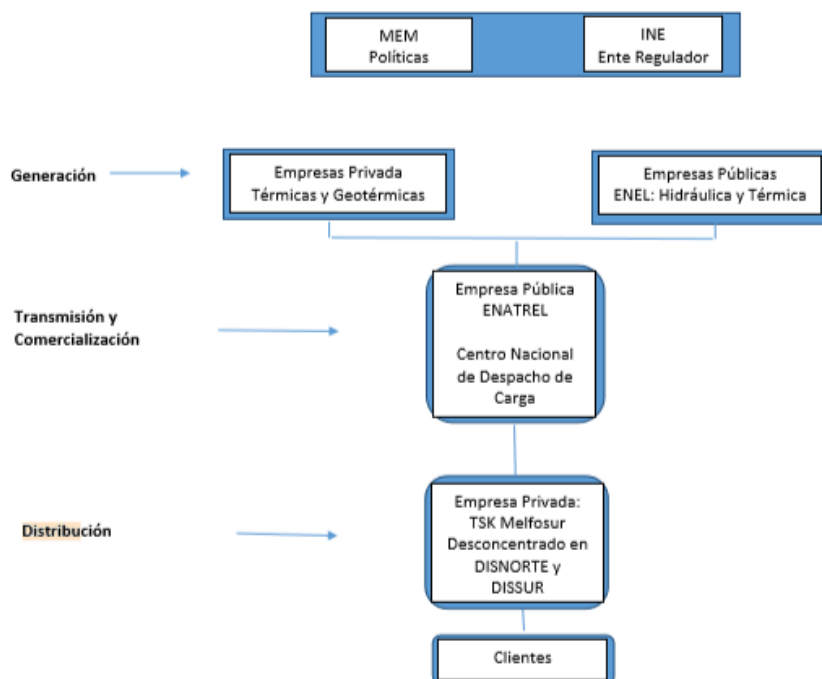 MEM
Políticas
INE
Ente Regulador
Generación
Empresas Privada
Térmicas y Geotérmicas
Empresas Públicas
ENEL: Hidráulica y Térmica
Transmisión y
Comercialización
Empresa Pública
ENATREL
Centro Nacional
de Despacho de
Carga
Distribución
Empresa Privada:
TSK Melfosur
Desconcentrado en
DISNORTE y
DISSUR
Clientes